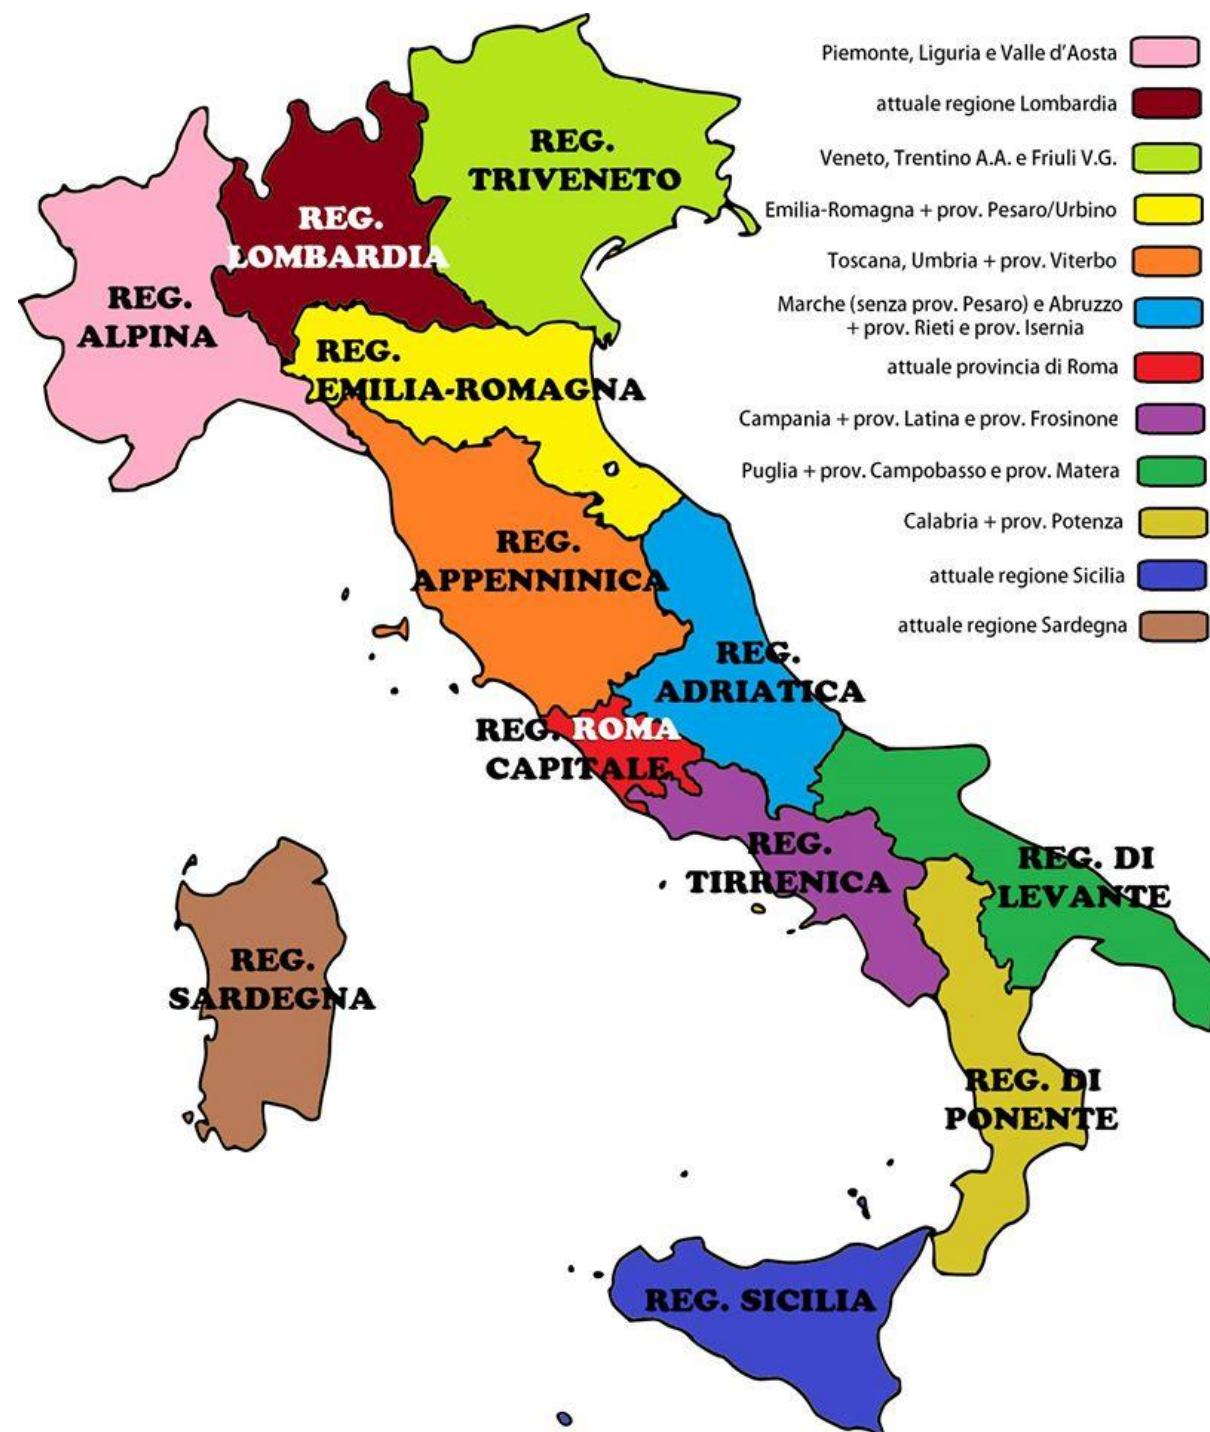 Piemonte, Liguria e Valle d'Aosta
attuale regione Lombardia
Veneto, Trentino A.A. e Friuli V.G.
Emilia-Romagna + prov. Pesaro/Urbino
Toscana, Umbria + prov. Viterbo
Marche (senza prov. Pesaro) e Abruzzo
+ prov. Rieti e prov. Isernia
attuale provincia di Roma
Campania + prov. Latina e prov. Frosinone
Puglia + prov. Campobasso e prov. Matera
Calabria + prov. Potenza
attuale regione Sicilia
attuale regione Sardegna
REG.
TRIVENETO
REG.
LOMBARDIA
REG.
ALPINA
REG.
EMILIA-ROMAGNA
REG.
APPENNINICA
REG.
ADRIATICA
REG. ROMA
CAPITALE
REG.
TIRRENICA
REG. DI
LEVANTE
REG.
SARDEGNA
REG. DI
PONENTE
REG. SICILIA